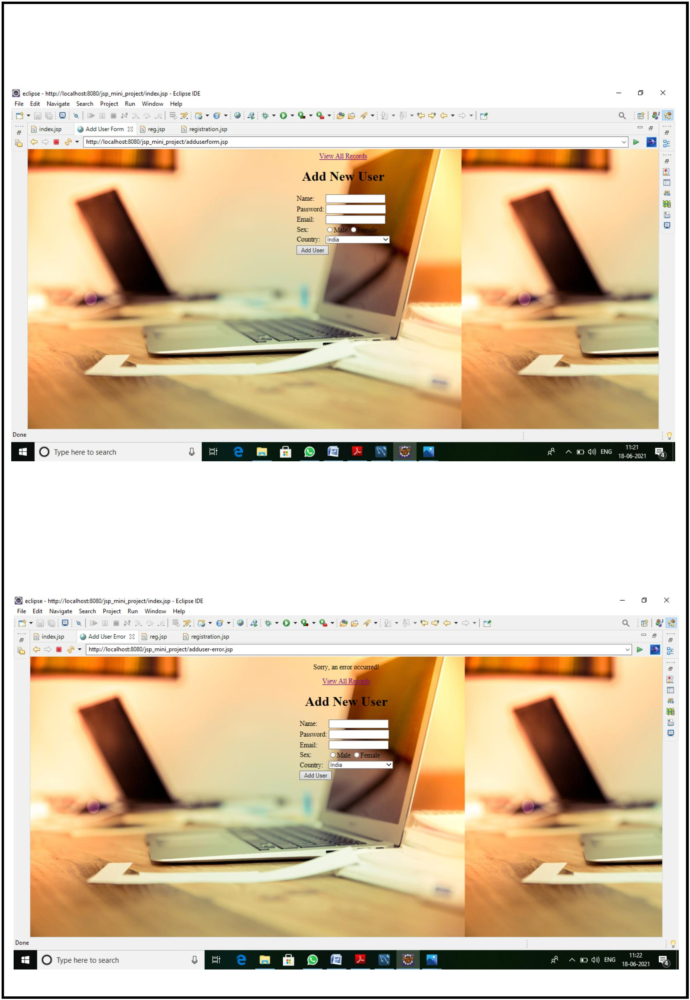 eclipse - http://localhost:8080/jsp_mini_project/index.jsp - Eclipse IDE
File Edit Navigate Search Project Run Window Help
index.jsp Add User Form reg.jsp registration.jsp
http://localhost:8080/jsp_mini_project/adduserform.jsp
View All Records
Add New User
Name:
Password:
Email:
Sex: Male Female
Country: India
Add User
Done
Type here to search
ENG
11:21
18-06-2021
4
eclipse - http://localhost:8080/jsp_mini_project/index.jsp - Eclipse IDE
File Edit Navigate Search Project Run Window Help
index.jsp Add User Error reg.jsp registration.jsp
http://localhost:8080/jsp_mini_project/adduser-error.jsp
Sorry, an error occurred!
View All Records
Add New User
Name:
Password:
Email:
Sex: Male Female
Country: India
Add User
Done
Type here to search
ENG
11:22
18-06-2021
4